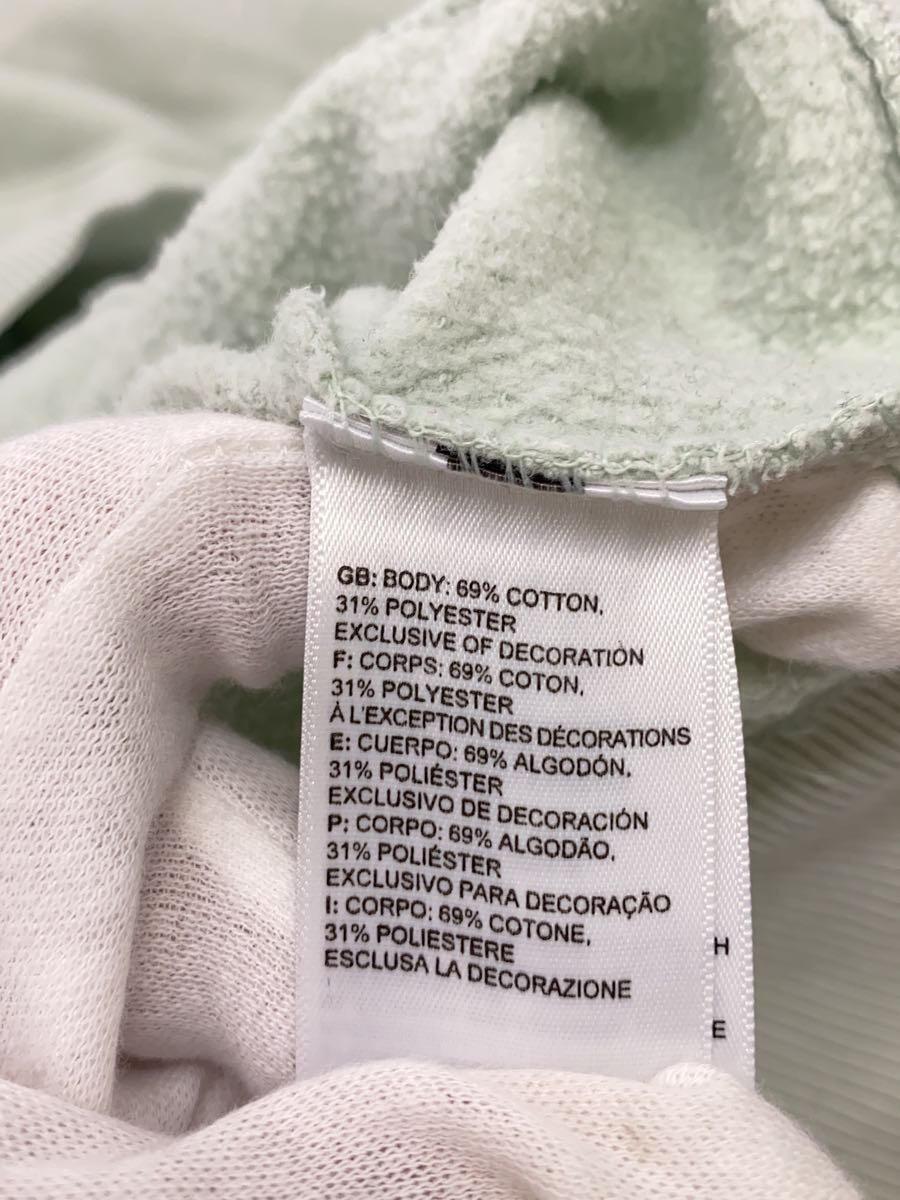 GB: BODY: 69% COTTON,
31% POLYESTER
EXCLUSIVE OF DECORATION
F: CORPS: 69% COTON,
31% POLYESTER
À L'EXCEPTION DES DÉCORATIONS
E: CUERPO: 69% ALGODÓN,
31% POLIÉSTER
EXCLUSIVO DE DECORACIÓN
P: CORPO: 69% ALGODÃO,
31% POLIÉSTER
EXCLUSIVO PARA DECORAÇÃO
I: CORPO: 69% COTONE,
31% POLIESTERE
ESCLUSA LA DECORAZIONE
H
E